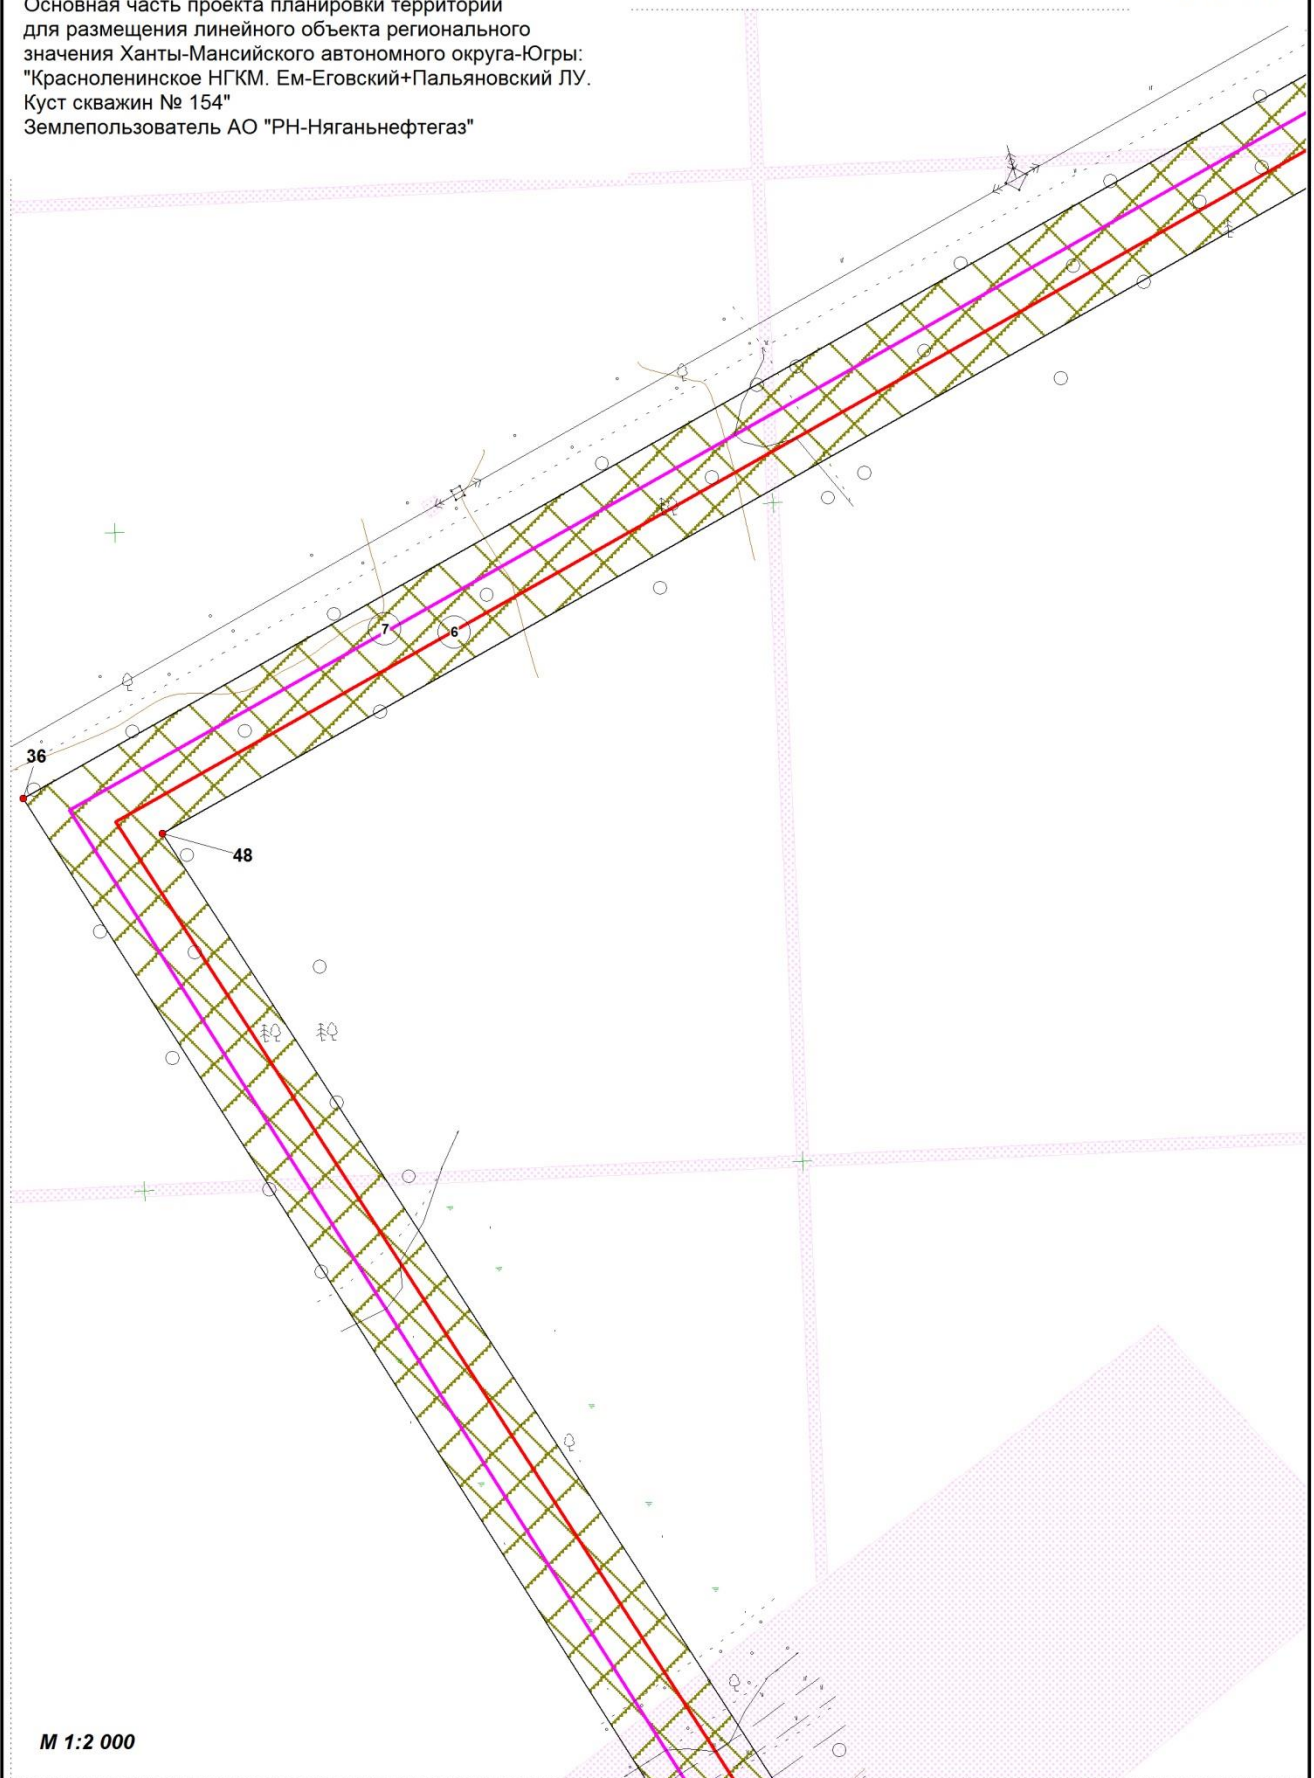 Основная часть проекта планировки территории
для размещения линейного объекта регионального
значения Ханты-Мансийского автономного округа-Югры:
"Красноленинское НГКМ. Ем-Еговский+Пальяновский ЛУ.
Куст скважин № 154"
Землепользователь АО "РН-Няганьнефтегаз"
7
6
36
48
М 1:2 000